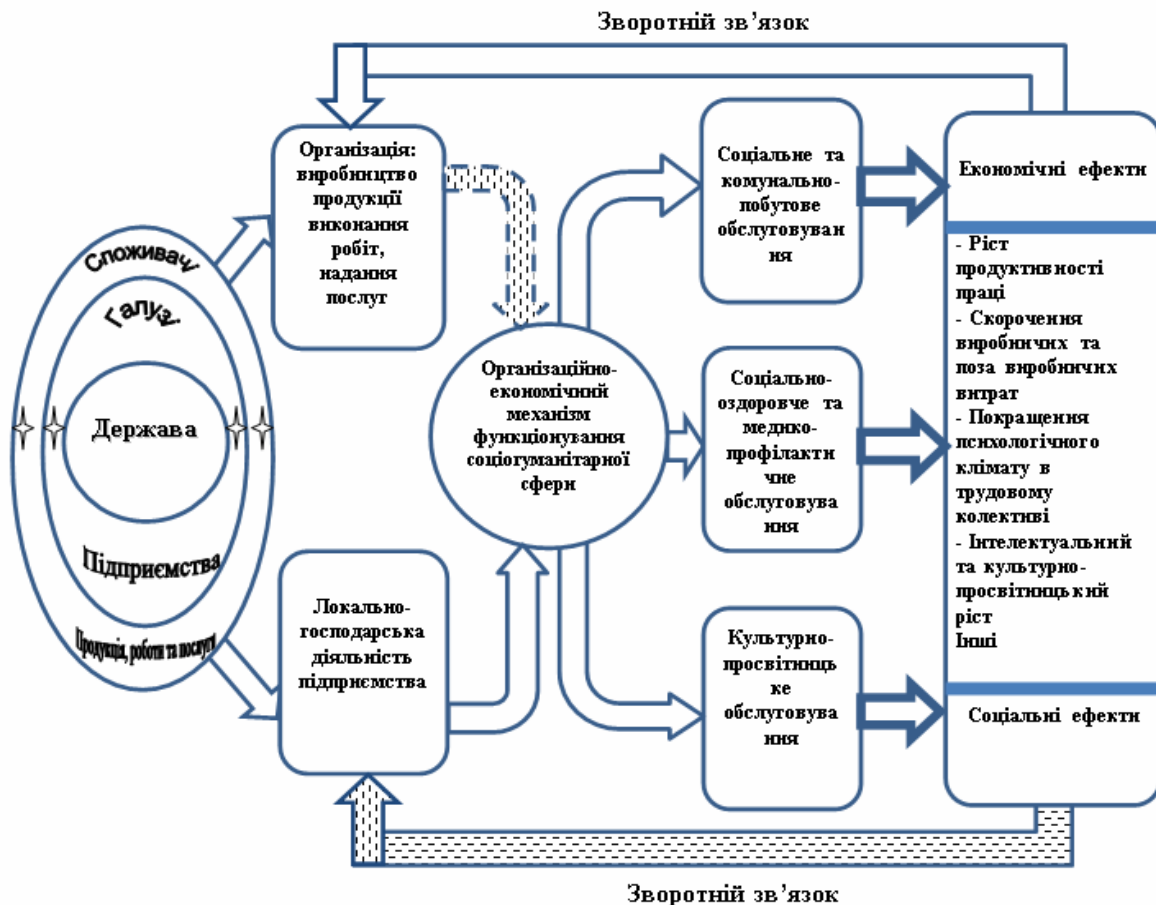 Зворотній зв’язок
Організація:
виробництво
продукції
виконання
робіт,
надання
послуг
Споживачі
Галузі
Держава
Підприємства
Продукція, роботи та послуги
Локально-
господарська
діяльність
підприємства
Організаційно-
економічний
механізм
функціонування
соціогуманітарної
сфери
Соціальне та
комунально-
побутове
обслуговуван
ня
Соціально-
оздоровче та
медико-
профілакти
чне
обслуговува
ння
Культурно-
просвітниць
ке
обслуговува
ння
Економічні ефекти
- Ріст
продуктивності
праці
- Скорочення
виробничих та
поза виробничих
витрат
- Покращення
психологічного
клімату в
трудовому
колективі
- Інтелектуальний
та культурно-
просвітницький
ріст
Інші
Соціальні ефекти
Зворотній зв’язок